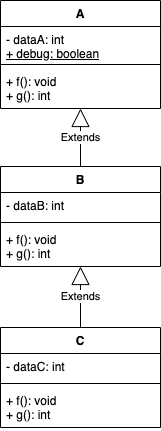 A
- dataA: int
+ debug: boolean
+ f(): void
+ g(): int
Extends
B
- dataB: int
+ f(): void
+ g(): int
Extends
C
- dataC: int
+ f(): void
+ g(): int